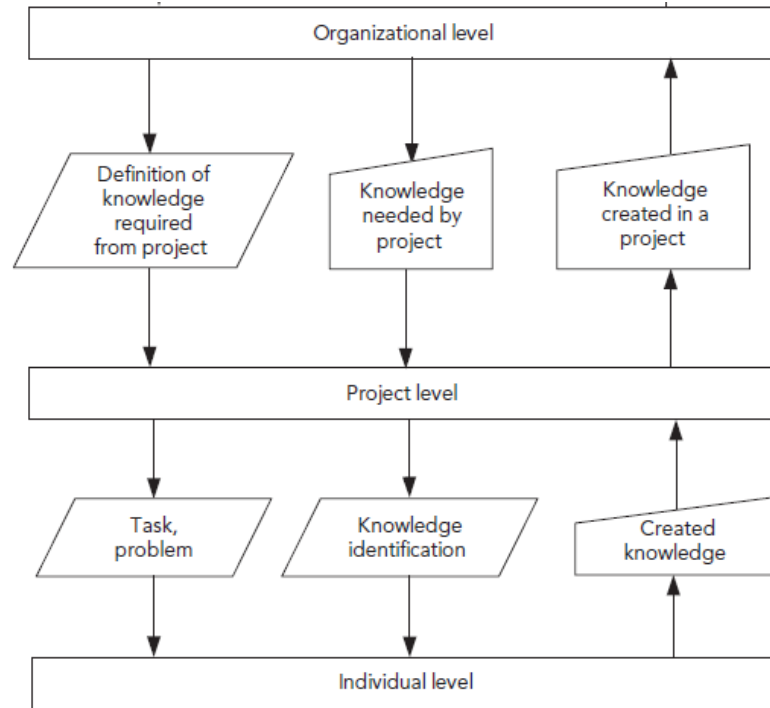 Organizational level
Definition of
knowledge
required
from project
Knowledge
needed by
project
Knowledge
created in a
project
Project level
Task,
problem
Knowledge
identification
Created
knowledge
Individual level